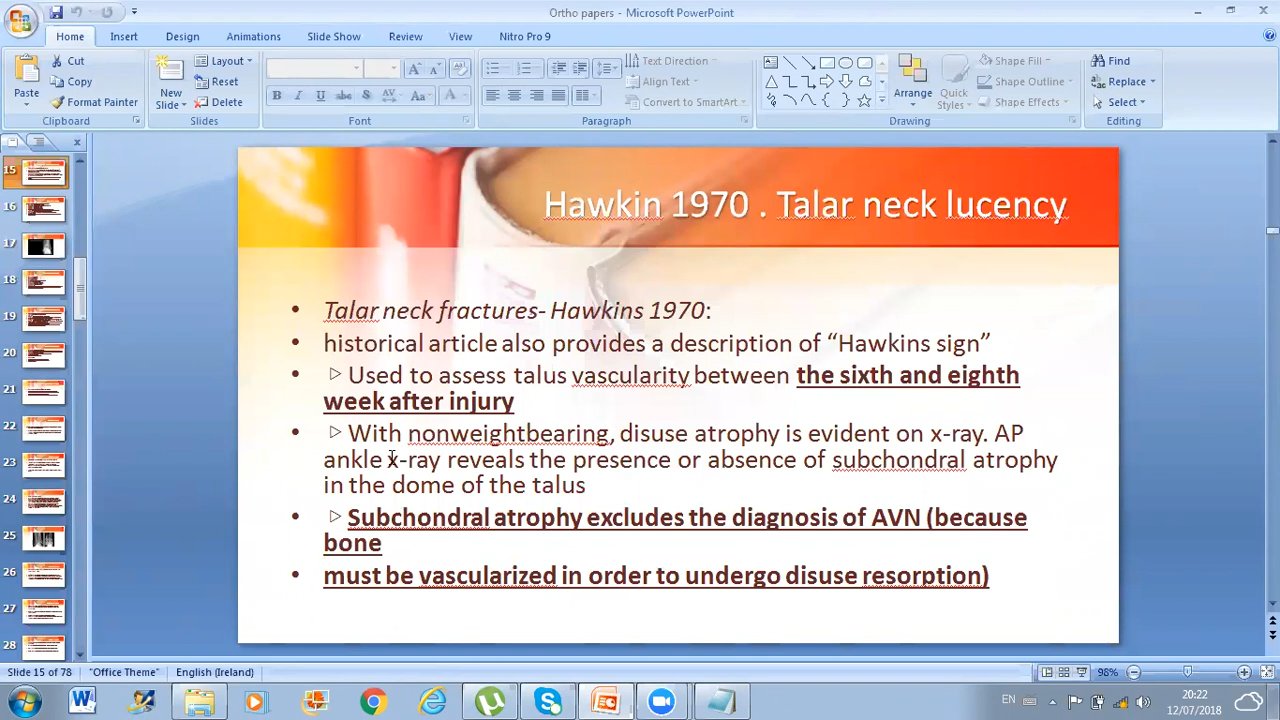 Ortho papers - Microsoft PowerPoint
Home Insert Design Animations Slide Show Review View Nitro Pro 9
Paste Cut Copy Format Painter Clipboard
New Slide Layout Reset Delete Slides
B I U abc S AV Aa A Font
Text Direction Align Text Convert to SmartArt Paragraph
Arrange Quick Styles Shape Fill Shape Outline Shape Effects Drawing
Find Replace Select Editing
15
16
17
18
19
20
21
22
23
24
25
26
27
28
Hawkin 1970 . Talar neck lucency
• Talar neck fractures- Hawkins 1970:
• historical article also provides a description of “Hawkins sign”
• ▷ Used to assess talus vascularity between the sixth and eighth
week after injury
• ▷ With nonweightbearing, disuse atrophy is evident on x-ray. AP
ankle x-ray reveals the presence or absence of subchondral atrophy
in the dome of the talus
• ▷ Subchondral atrophy excludes the diagnosis of AVN (because
bone
• must be vascularized in order to undergo disuse resorption)
Slide 15 of 78 "Office Theme" English (Ireland) 98%
EN 20:22
12/07/2018